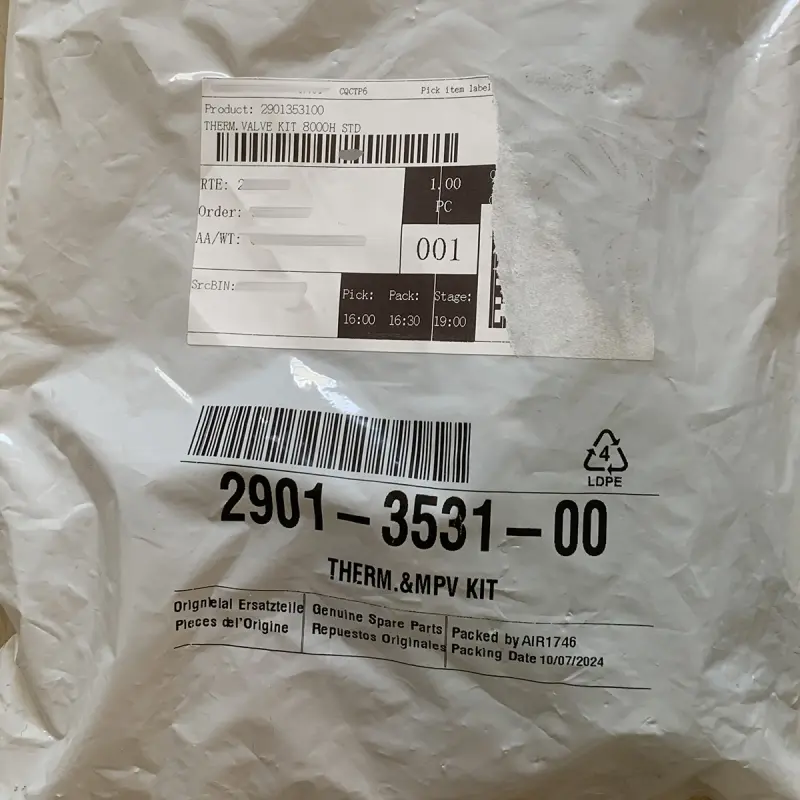 CQCTP6 Pick item label
Product: 2901353100
THERM.VALVE KIT 8000H STD
RTE: 2
1.00
PC
Order:
AA/WT:
001
SrcBIN:
Pick: Pack: Stage:
16:00 16:30 19:00
4
LDPE
2901-3531-00
THERM.&MPV KIT
Orignielal Ersatzteile
Pieces del'Origine
Genuine Spare Parts
Repuestos Originales
Packed by AIR1746
Packing Date 10/07/2024